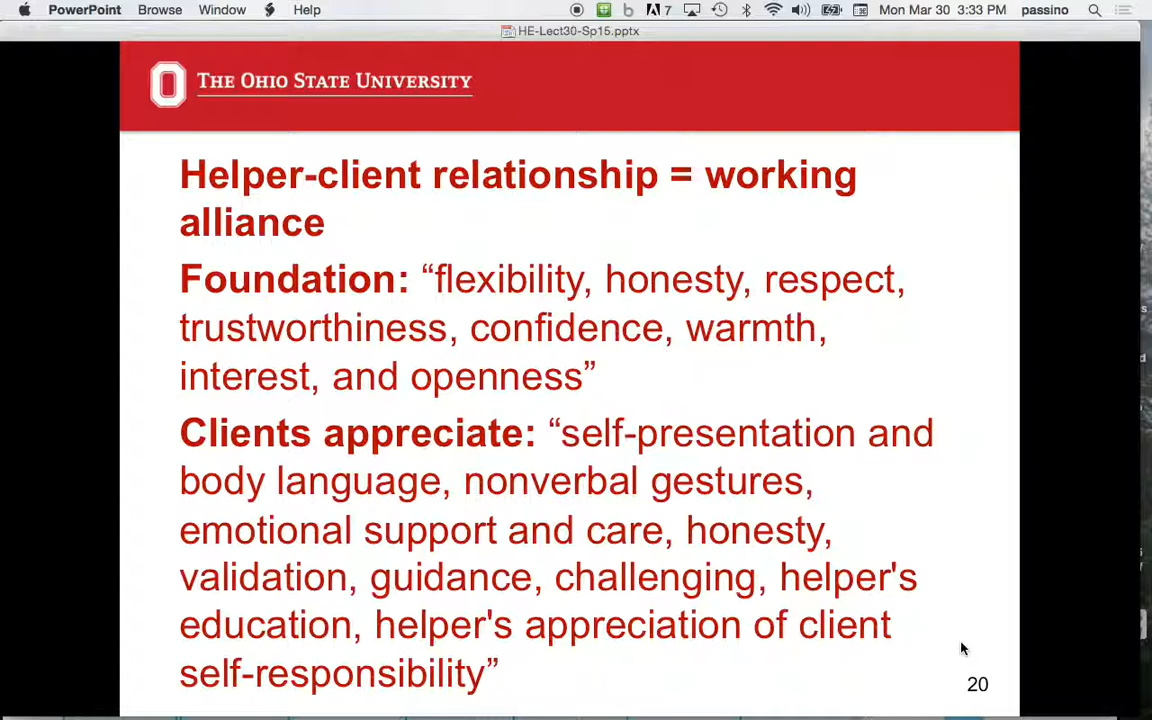 PowerPoint Browse Window Help 7 Mon Mar 30 3:33 PM passino
HE-Lect30-Sp15.pptx
THE OHIO STATE UNIVERSITY
Helper-client relationship = working
alliance
Foundation: “flexibility, honesty, respect,
trustworthiness, confidence, warmth,
interest, and openness”
Clients appreciate: “self-presentation and
body language, nonverbal gestures,
emotional support and care, honesty,
validation, guidance, challenging, helper's
education, helper's appreciation of client
self-responsibility”
20